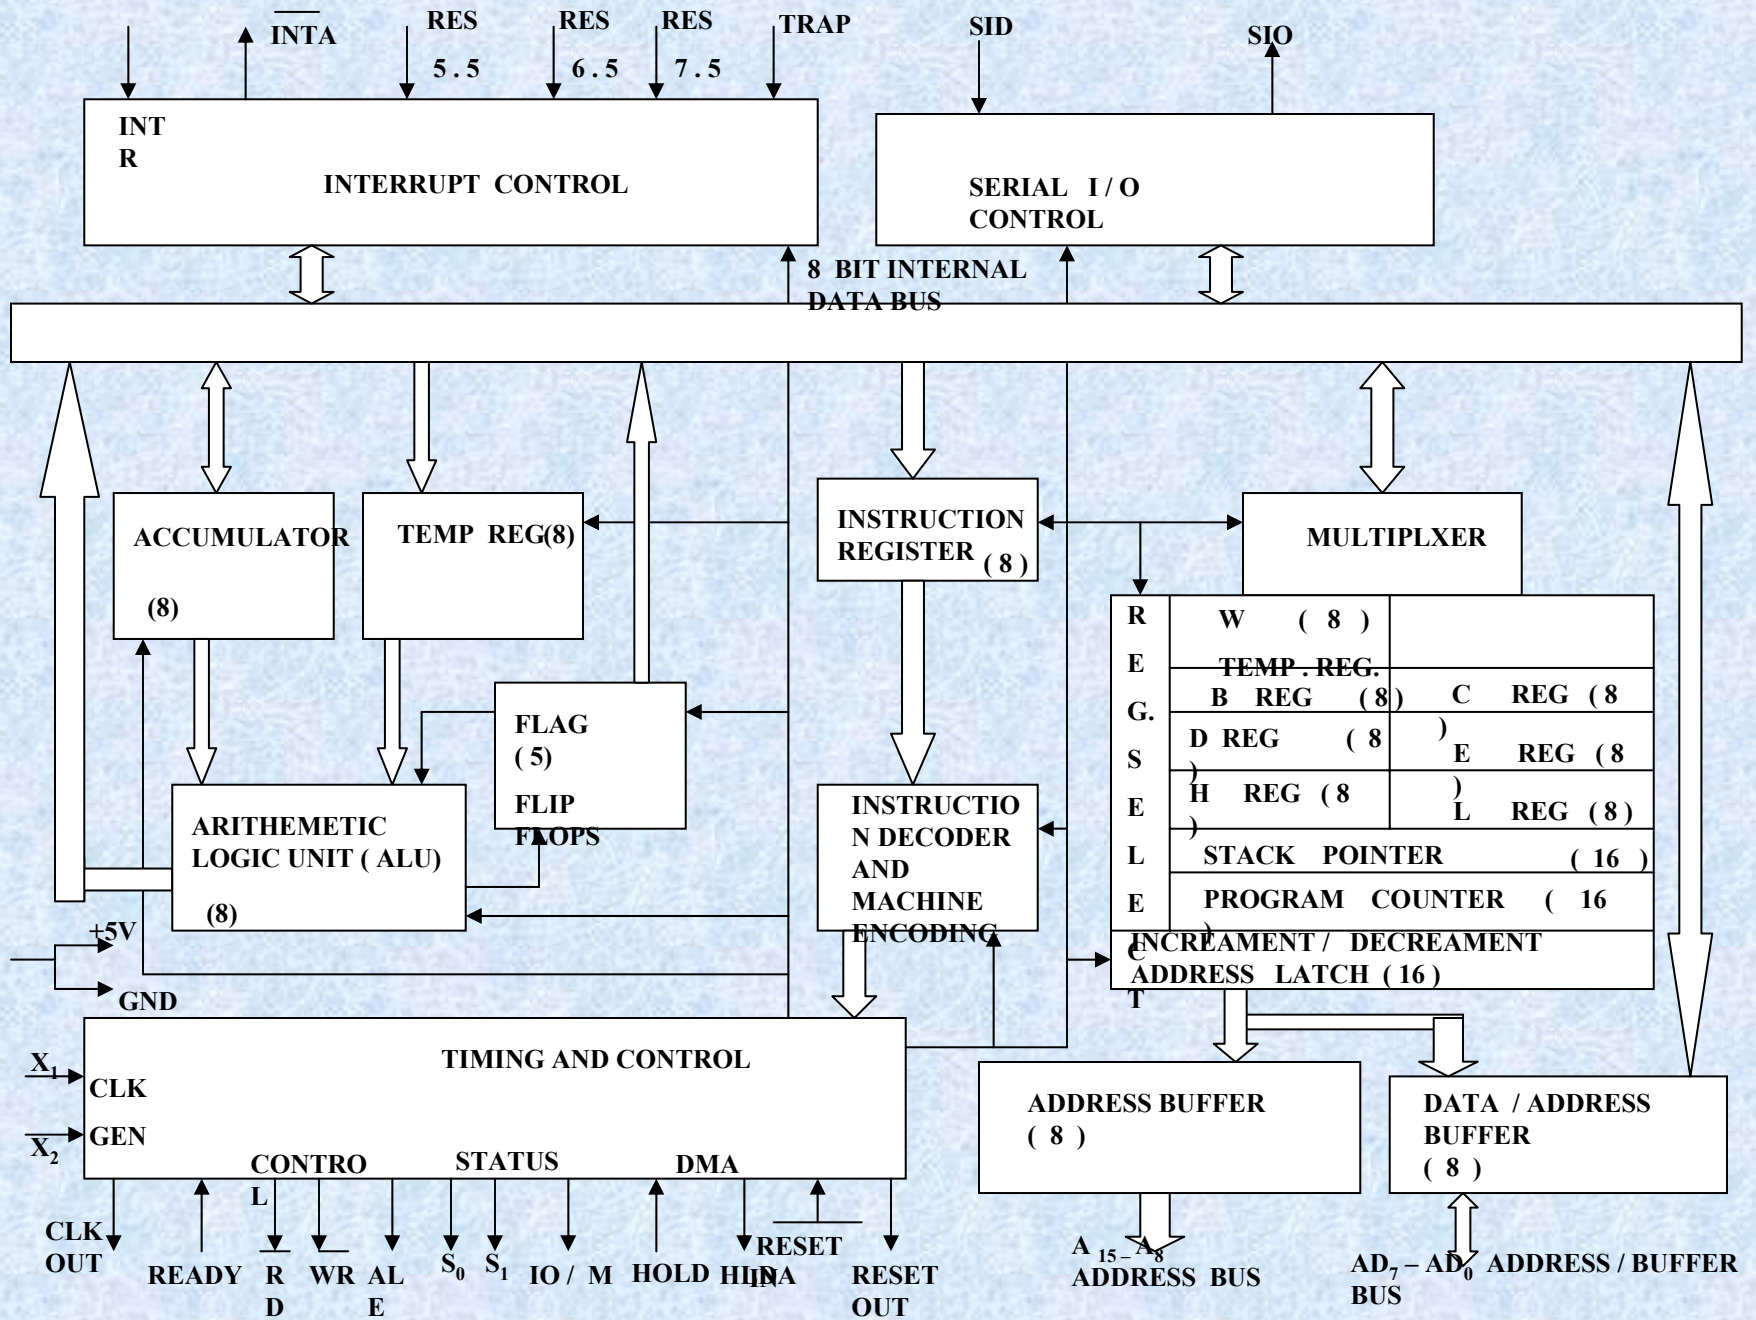 INTA
RES
5 . 5
RES
6 . 5
RES
7 . 5
TRAP
SID
SIO
INT
R
INTERRUPT CONTROL
SERIAL I / O
CONTROL
8 BIT INTERNAL
DATA BUS
ACCUMULATOR
(8)
TEMP REG(8)
INSTRUCTION
REGISTER ( 8 )
MULTIPLXER
FLAG
( 5)
FLIP
FLOPS
ARITHEMETIC
LOGIC UNIT ( ALU)
(8)
INSTRUCTIO
N DECODER
AND
MACHINE
ENCODING
R
E
G.
S
E
L
E
C
T
W ( 8 )
TEMP . REG.
B REG ( 8 )
C REG ( 8
)
D REG ( 8
)
E REG ( 8
)
H REG ( 8
)
L REG ( 8 )
STACK POINTER ( 16 )
PROGRAM COUNTER ( 16
)
INCREAMENT / DECREAMENT
ADDRESS LATCH ( 16 )
+5V
GND
X1
X2
CLK
GEN
TIMING AND CONTROL
CONTRO
L
STATUS
DMA
ADDRESS BUFFER
( 8 )
DATA / ADDRESS
BUFFER
( 8 )
CLK
OUT
READY
R
D
WR
AL
E
S0
S1
IO / M
HOLD
HLDA
RESET
IN
RESET
OUT
A 15 – A8
ADDRESS BUS
AD7 – AD0 ADDRESS / BUFFER
BUS